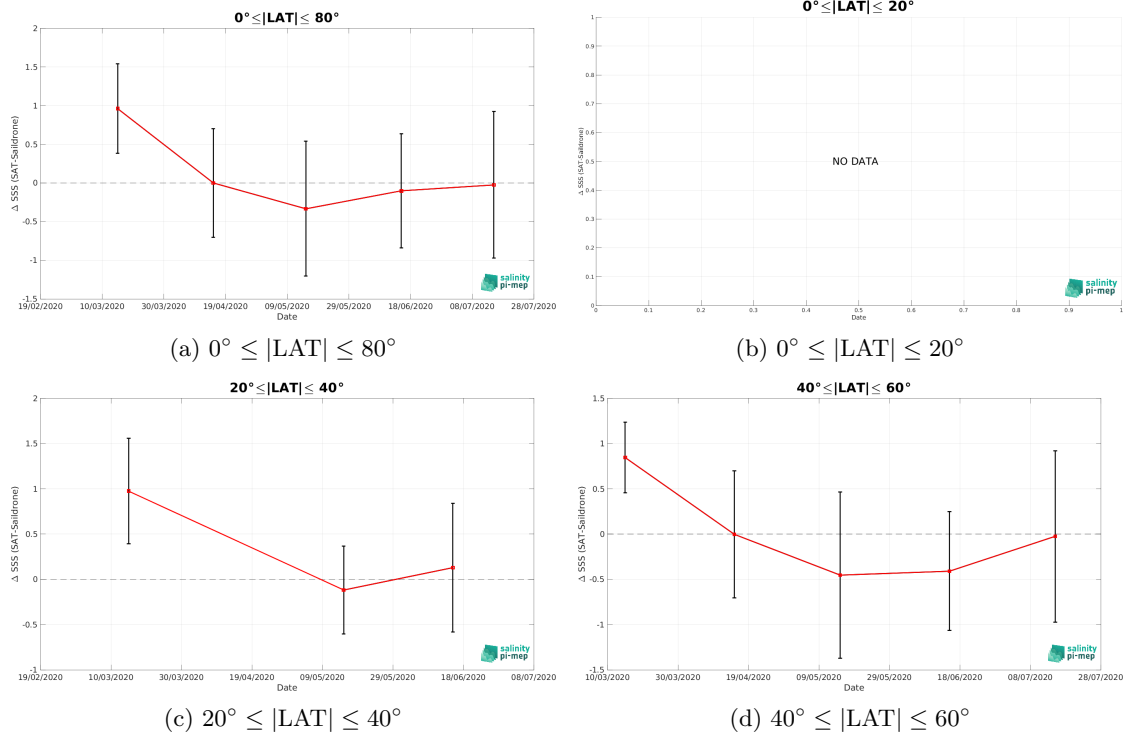 0°≤|LAT|≤ 80°
2
1.5
1
0.5
0
-0.5
-1
-1.5
Δ SSS (SAT-Saildrone)
19/02/2020 10/03/2020 30/03/2020 19/04/2020 09/05/2020 29/05/2020 18/06/2020 08/07/2020 28/07/2020
Date
salinity
pi-mep
(a) 0° ≤ |LAT| ≤ 80°
0°≤|LAT|≤ 20°
1
0.9
0.8
0.7
0.6
0.5
0.4
0.3
0.2
0.1
0
Δ SSS (SAT-Saildrone)
NO DATA
0 0.1 0.2 0.3 0.4 0.5 0.6 0.7 0.8 0.9 1
Date
salinity
pi-mep
(b) 0° ≤ |LAT| ≤ 20°
20°≤|LAT|≤ 40°
2
1.5
1
0.5
0
-0.5
-1
Δ SSS (SAT-Saildrone)
19/02/2020 10/03/2020 30/03/2020 19/04/2020 09/05/2020 29/05/2020 18/06/2020 08/07/2020
Date
salinity
pi-mep
(c) 20° ≤ |LAT| ≤ 40°
40°≤|LAT|≤ 60°
1.5
1
0.5
0
-0.5
-1
-1.5
Δ SSS (SAT-Saildrone)
10/03/2020 30/03/2020 19/04/2020 09/05/2020 29/05/2020 18/06/2020 08/07/2020 28/07/2020
Date
salinity
pi-mep
(d) 40° ≤ |LAT| ≤ 60°